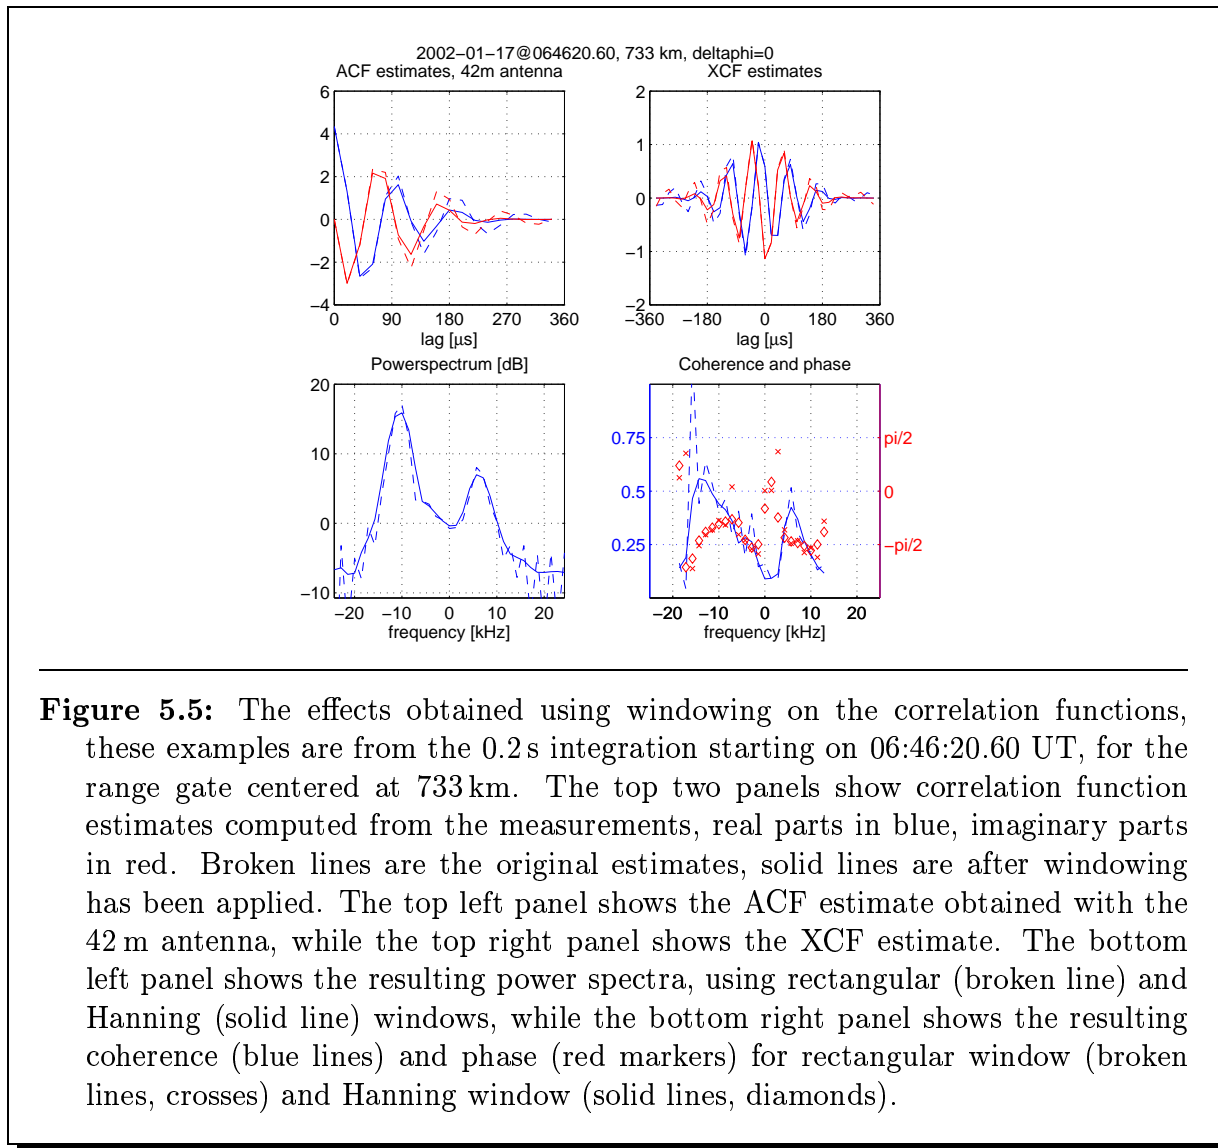 2002−01−17@064620.60, 733 km, deltaphi=0
ACF estimates, 42m antenna
XCF estimates
6
4
2
0
−2
−4
0 90 180 270 360
lag [μs]
2
1
0
−1
−2
−360 −180 0 180 360
lag [μs]
Powerspectrum [dB]
20
10
0
−10
−20 −10 0 10 20
frequency [kHz]
Coherence and phase
0.75
0.5
0.25
pi/2
0
−pi/2
−20 −10 0 10 20
frequency [kHz]
Figure 5.5: The effects obtained using windowing on the correlation functions,
these examples are from the 0.2 s integration starting on 06:46:20.60 UT, for the
range gate centered at 733 km. The top two panels show correlation function
estimates computed from the measurements, real parts in blue, imaginary parts
in red. Broken lines are the original estimates, solid lines are after windowing
has been applied. The top left panel shows the ACF estimate obtained with the
42 m antenna, while the top right panel shows the XCF estimate. The bottom
left panel shows the resulting power spectra, using rectangular (broken line) and
Hanning (solid line) windows, while the bottom right panel shows the resulting
coherence (blue lines) and phase (red markers) for rectangular window (broken
lines, crosses) and Hanning window (solid lines, diamonds).